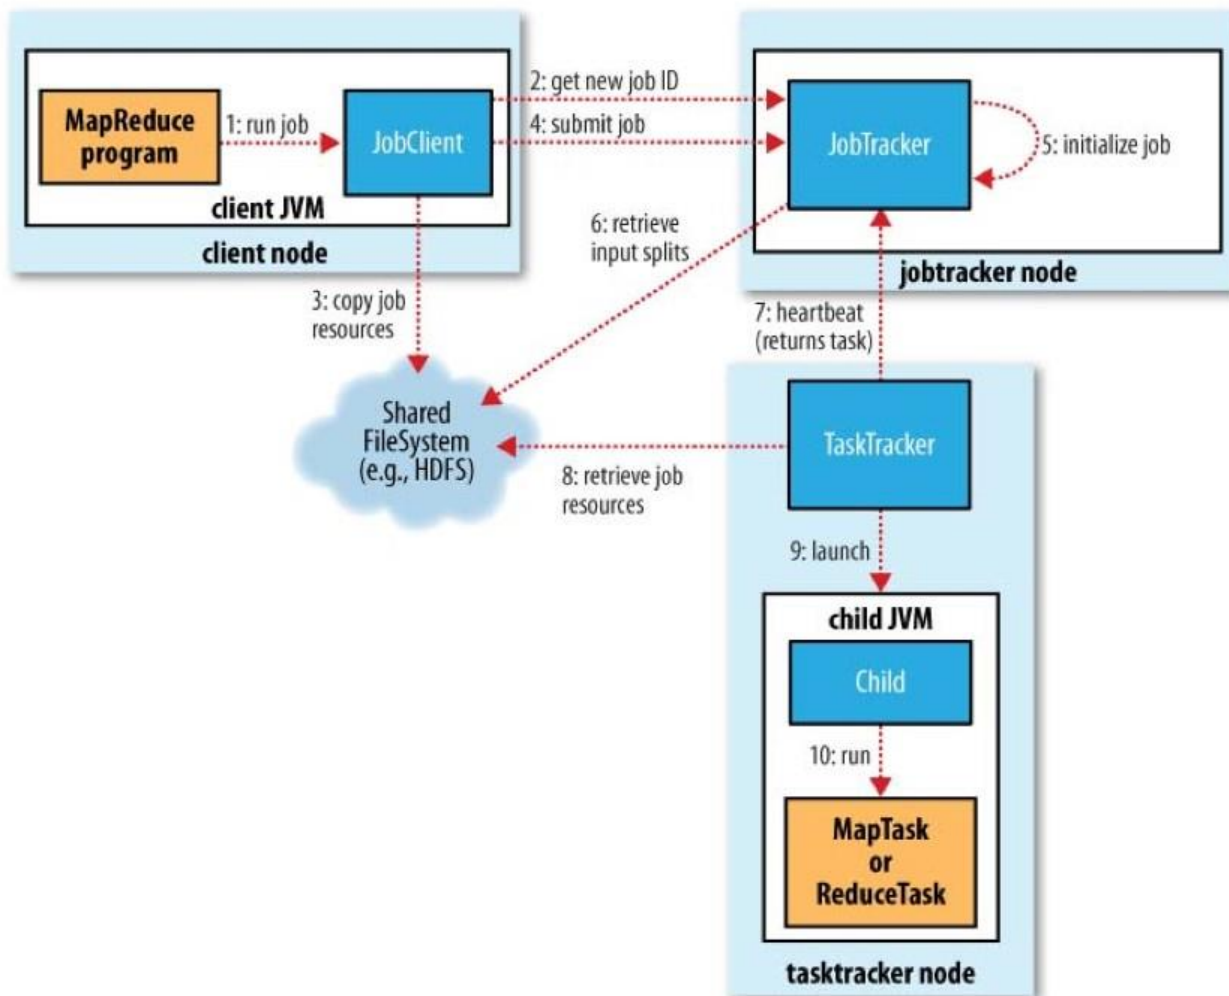 MapReduce
program
1: run job
JobClient
client JVM
client node
2: get new job ID
4: submit job
JobTracker
5: initialize job
jobtracker node
3: copy job
resources
6: retrieve
input splits
7: heartbeat
(returns task)
Shared
FileSystem
(e.g., HDFS)
8: retrieve job
resources
TaskTracker
9: launch
child JVM
Child
10: run
MapTask
or
ReduceTask
tasktracker node